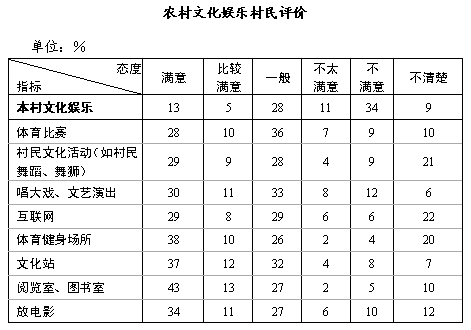 农村文化娱乐村民评价
单位：％
态度 满意 比较满意 一般 不太满意 不满意 不清楚
指标
本村文化娱乐 13 5 28 11 34 9
体育比赛 28 10 36 7 9 10
村民文化活动（如村民舞蹈、舞狮） 29 9 28 4 9 21
唱大戏、文艺演出 30 11 33 8 12 6
互联网 29 8 29 6 6 22
体育健身场所 38 10 26 2 4 20
文化站 37 12 32 4 8 7
阅览室、图书室 43 13 27 2 5 10
放电影 34 11 27 6 10 12